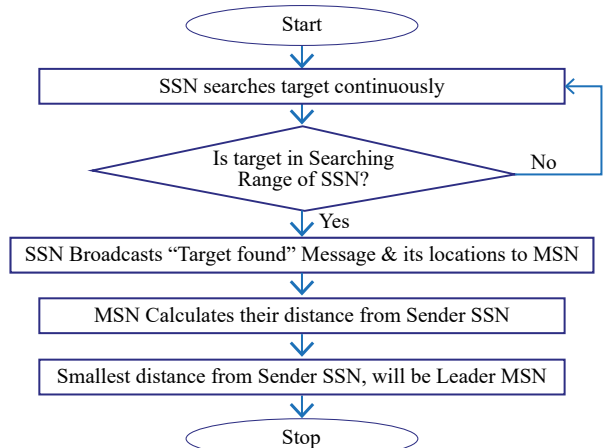 Start
SSN searches target continuously
Is target in Searching
Range of SSN?
No
Yes
SSN Broadcasts “Target found” Message & its locations to MSN
MSN Calculates their distance from Sender SSN
Smallest distance from Sender SSN, will be Leader MSN
Stop